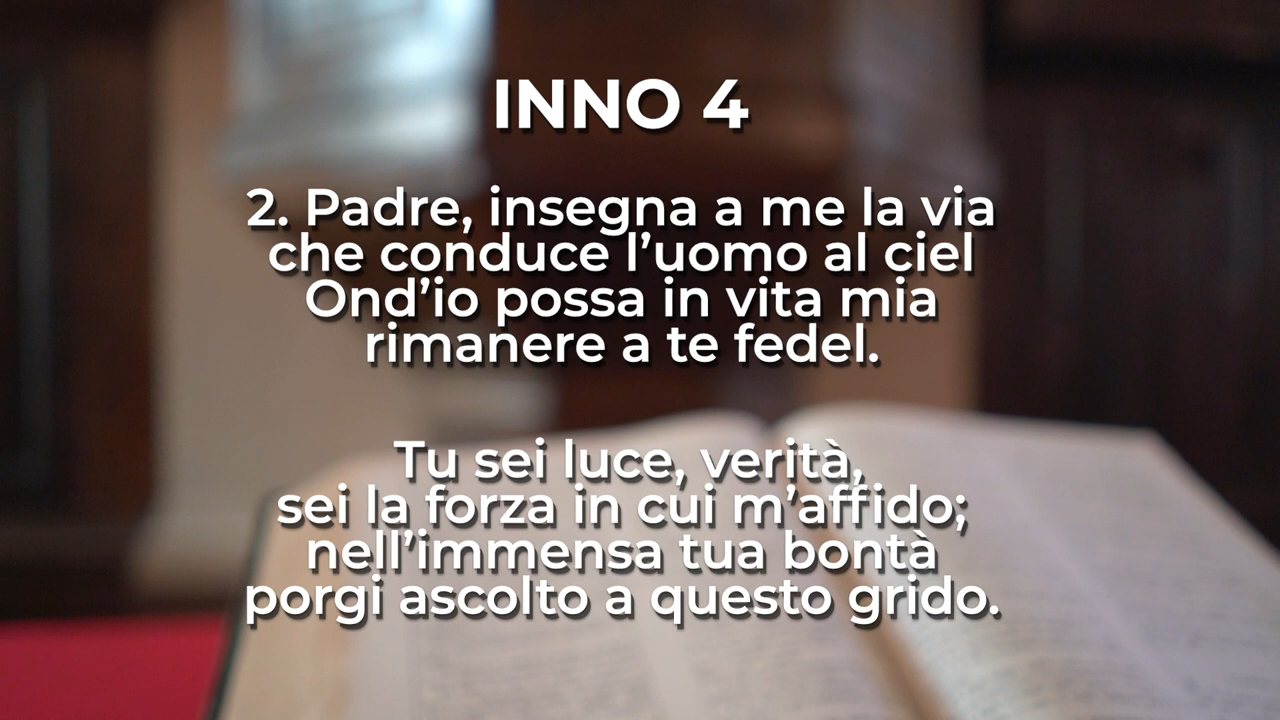 INNO 4
2. Padre, insegna a me la via
che conduce l’uomo al ciel
Ond’io possa in vita mia
rimanere a te fedel.
Tu sei luce, verità,
sei la forza in cui m’affido;
nell’immensa tua bontà
porgi ascolto a questo grido.